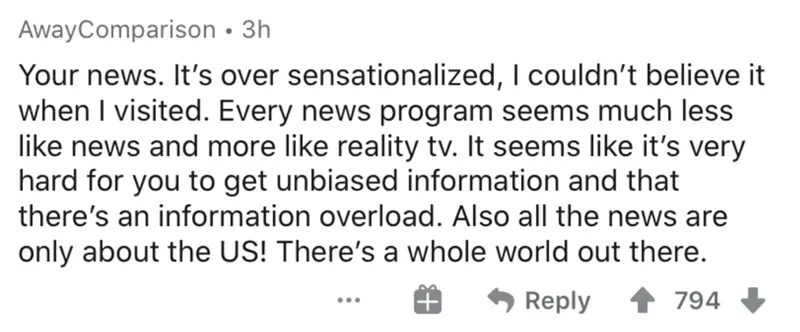 AwayComparison • 3h
Your news. It’s over sensationalized, I couldn’t believe it
when I visited. Every news program seems much less
like news and more like reality tv. It seems like it’s very
hard for you to get unbiased information and that
there’s an information overload. Also all the news are
only about the US! There’s a whole world out there.
... Reply 794